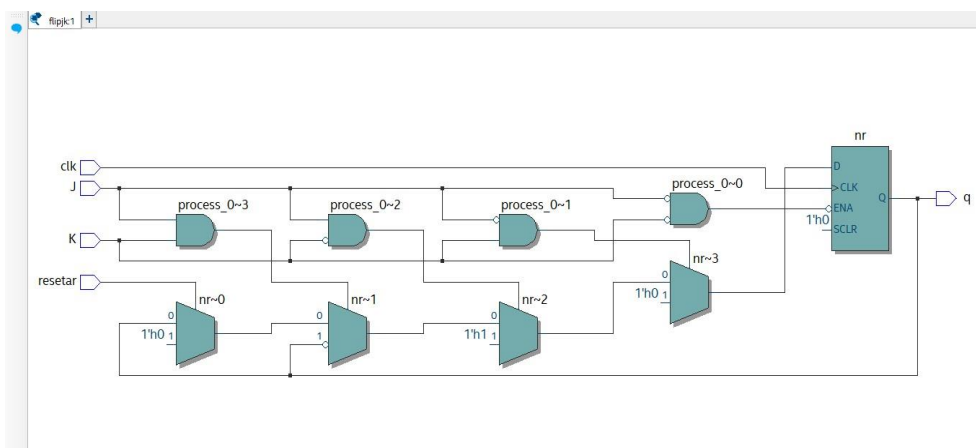 flipjk:1
nr
clk
J
process_0~3
process_0~2
process_0~1
process_0~0
D
CLK
Q
q
ENA
1'h0
SCLR
K
resetar
nr~0
nr~1
nr~2
nr~3
0
1'h0 1
0
1
0
1'h1 1
0
1'h0 1